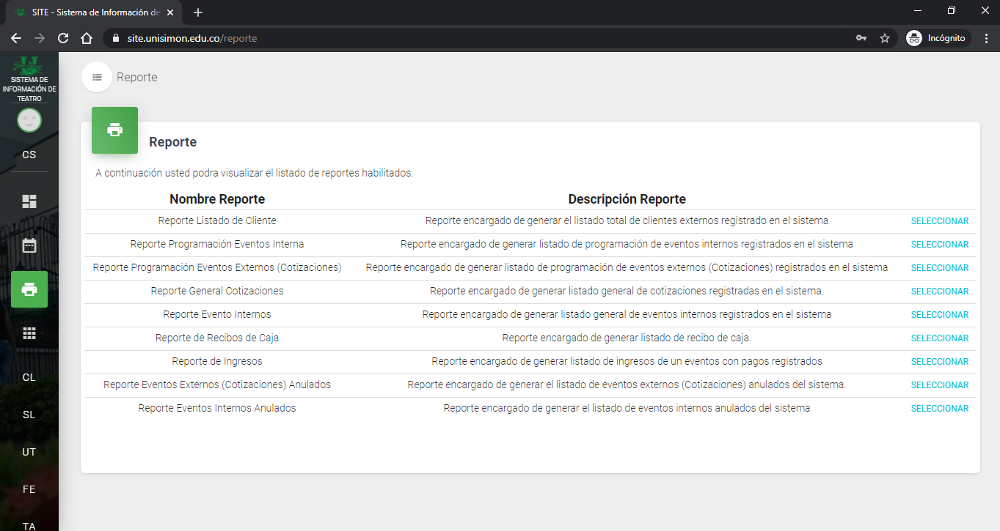 SITE - Sistema de Información de
site.unisimon.edu.co/reporte
Incógnito
SISTEMA DE
INFORMACIÓN DE
TEATRO
CS
CL
SL
UT
FE
TA
Reporte
Reporte
A continuación usted podra visualizar el listado de reportes habilitados.
Nombre Reporte Descripción Reporte
Reporte Listado de Cliente Reporte encargado de generar el listado total de clientes externos registrado en el sistema SELECCIONAR
Reporte Programación Eventos Interna Reporte encargado de generar listado de programación de eventos internos registrados en el sistema SELECCIONAR
Reporte Programación Eventos Externos (Cotizaciones) Reporte encargado de generar listado de programación de eventos externos (Cotizaciones) registrados en el sistema SELECCIONAR
Reporte General Cotizaciones Reporte encargado de generar listado general de cotizaciones registradas en el sistema. SELECCIONAR
Reporte Evento Internos Reporte encargado de generar listado general de eventos internos registrados en el sistema SELECCIONAR
Reporte de Recibos de Caja Reporte encargado de generar listado de recibo de caja. SELECCIONAR
Reporte de Ingresos Reporte encargado de generar listado de ingresos de un eventos con pagos registrados SELECCIONAR
Reporte Eventos Externos (Cotizaciones) Anulados Reporte encargado de generar el listado de eventos externos (Cotizaciones) anulados del sistema. SELECCIONAR
Reporte Eventos Internos Anulados Reporte encargado de generar el listado de eventos internos anulados del sistema SELECCIONAR